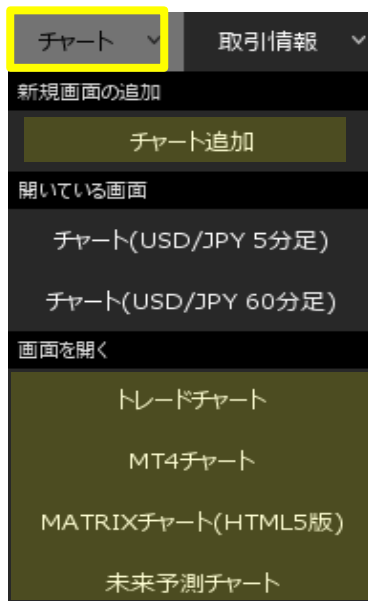 チャート
取引情報
新規画面の追加
チャート追加
開いている画面
チャート(USD/JPY 5分足)
チャート(USD/JPY 60分足)
画面を開く
トレードチャート
MT4チャート
MATRIXチャート(HTML5版)
未来予測チャート